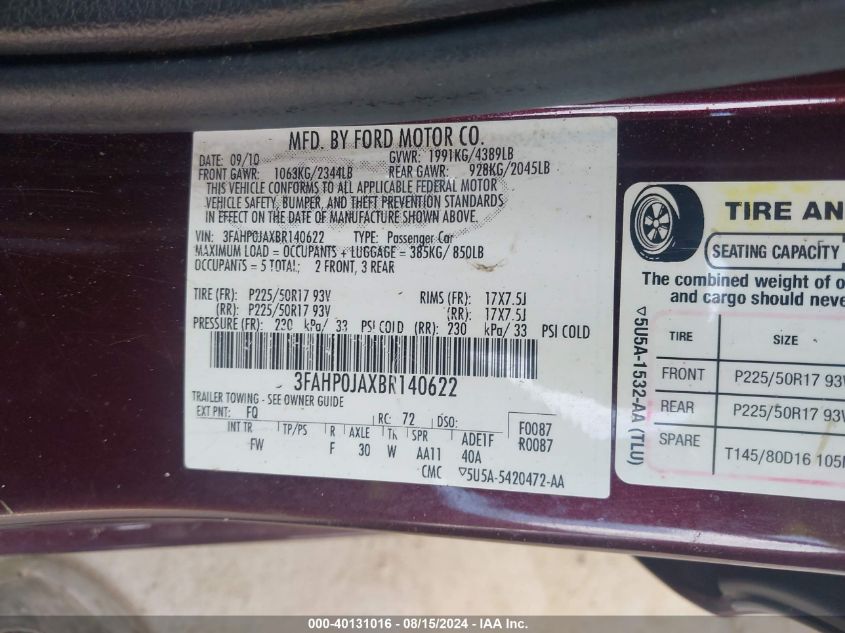 MFD. BY FORD MOTOR CO.
DATE: 09/10 GVWR: 1991KG/4389LB
FRONT GAWR: 1063KG/2344LB REAR GAWR: 928KG/2045LB
THIS VEHICLE CONFORMS TO ALL APPLICABLE FEDERAL MOTOR
VEHICLE SAFETY, BUMPER, AND THEFT PREVENTION STANDARDS
IN EFFECT ON THE DATE OF MANUFACTURE SHOWN ABOVE.
VIN: 3FAHP0JAXBR140622 TYPE: Passenger Car
MAXIMUM LOAD = OCCUPANTS + LUGGAGE = 385KG/ 850LB
OCCUPANTS = 5 TOTAL; 2 FRONT, 3 REAR
TIRE (FR): P225/50R17 93V RIMS (FR): 17X7.5J
(RR): P225/50R17 93V (RR): 17X7.5J
PRESSURE (FR): 230 kPa/ 33 PSI COLD (RR): 230 kPa/ 33 PSI COLD
3FAHP0JAXBR140622
TRAILER TOWING - SEE OWNER GUIDE
EXT PNT: FQ RC: 72 DSO: F0087
INT TR TP/PS R AXLE TR SPR ADE1F R0087
FW F 30 W AA11 40A
CMC ▽5U5A-5420472-AA
TIRE AN
SEATING CAPACITY
The combined weight of o
and cargo should neve
TIRE SIZE
FRONT P225/50R17 93V
REAR P225/50R17 93V
SPARE T145/80D16 105
▽5U5A-1532-AA (TLU)
000-40131016 - 08/15/2024 - IAA Inc.